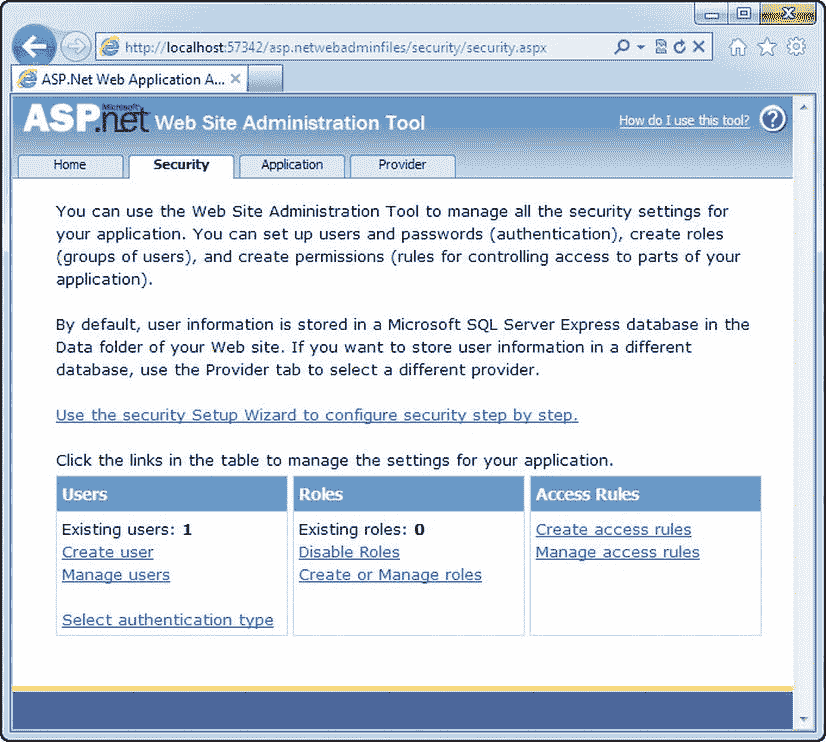 http://localhost:57342/asp.netwebadminfiles/security/security.aspx
ASP.Net Web Application A...
Microsoft
ASP.net Web Site Administration Tool
How do I use this tool? ?
Home Security Application Provider
You can use the Web Site Administration Tool to manage all the security settings for
your application. You can set up users and passwords (authentication), create roles
(groups of users), and create permissions (rules for controlling access to parts of your
application).
By default, user information is stored in a Microsoft SQL Server Express database in the
Data folder of your Web site. If you want to store user information in a different
database, use the Provider tab to select a different provider.
Use the security Setup Wizard to configure security step by step.
Click the links in the table to manage the settings for your application.
Users
Existing users: 1
Create user
Manage users
Select authentication type
Roles
Existing roles: 0
Disable Roles
Create or Manage roles
Access Rules
Create access rules
Manage access rules